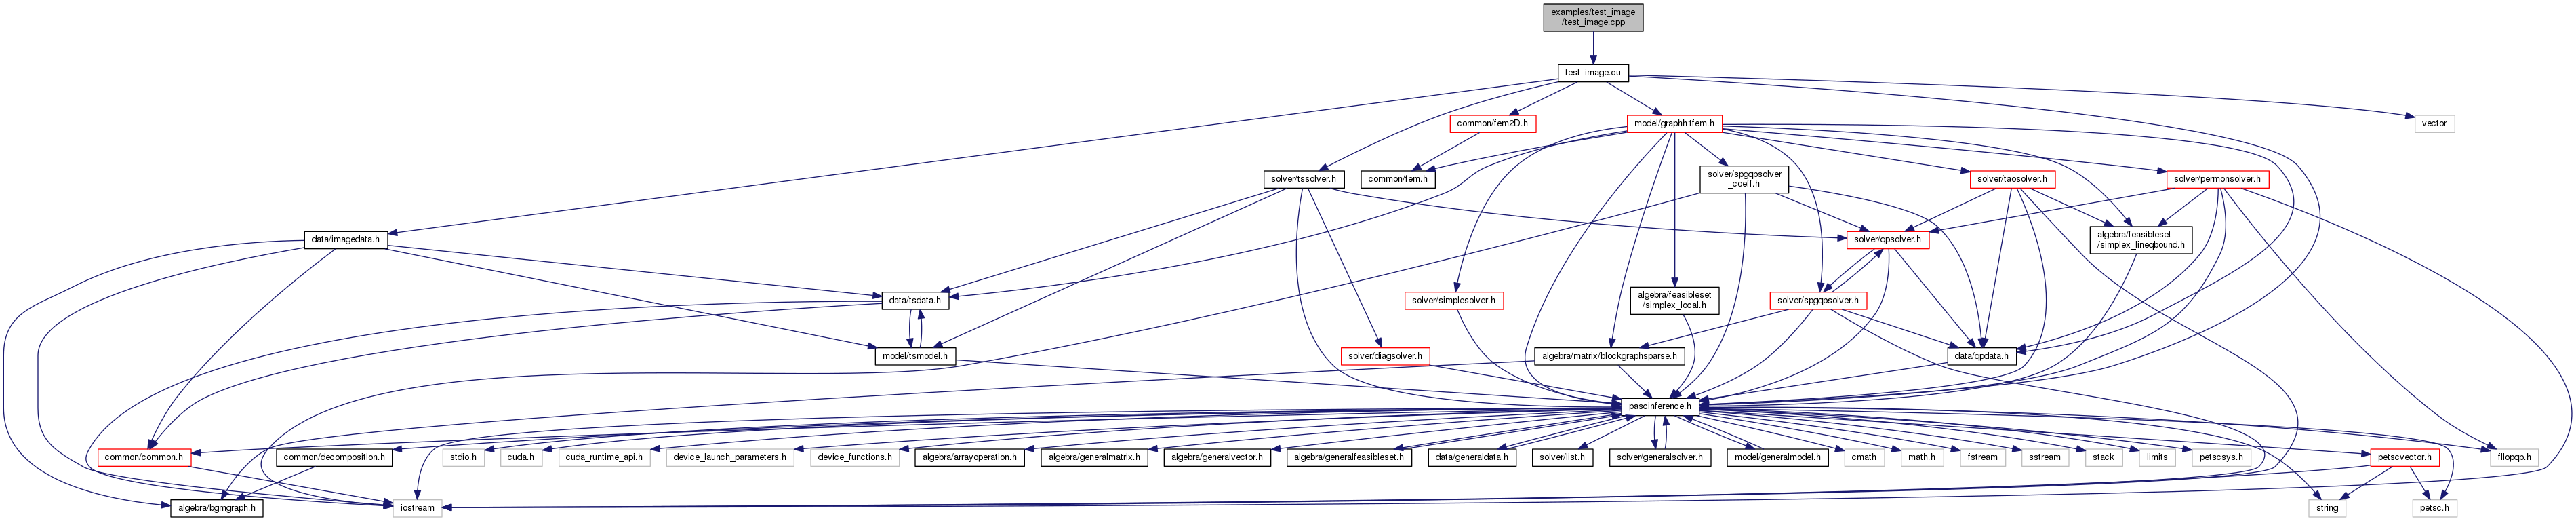 examples/test_image
/test_image.cpp
test_image.cu
common/fem2D.h
model/graphh1fem.h
vector
solver/tssolver.h
common/fem.h
solver/spgqpsolver
_coeff.h
solver/taosolver.h
solver/permonsolver.h
data/imagedata.h
solver/qpsolver.h
algebra/feasibleset
/simplex_lineqbound.h
data/tsdata.h
solver/simplesolver.h
algebra/feasibleset
/simplex_local.h
solver/spgqpsolver.h
model/tsmodel.h
solver/diagsolver.h
algebra/matrix/blockgraphsparse.h
data/qpdata.h
pascinference.h
common/common.h
common/decomposition.h
stdio.h
cuda.h
cuda_runtime_api.h
device_launch_parameters.h
device_functions.h
algebra/arrayoperation.h
algebra/generalmatrix.h
algebra/generalvector.h
algebra/generalfeasibleset.h
data/generaldata.h
solver/list.h
solver/generalsolver.h
model/generalmodel.h
cmath
math.h
fstream
sstream
stack
limits
petscsys.h
petscvector.h
fllopqp.h
algebra/bgmgraph.h
iostream
string
petsc.h